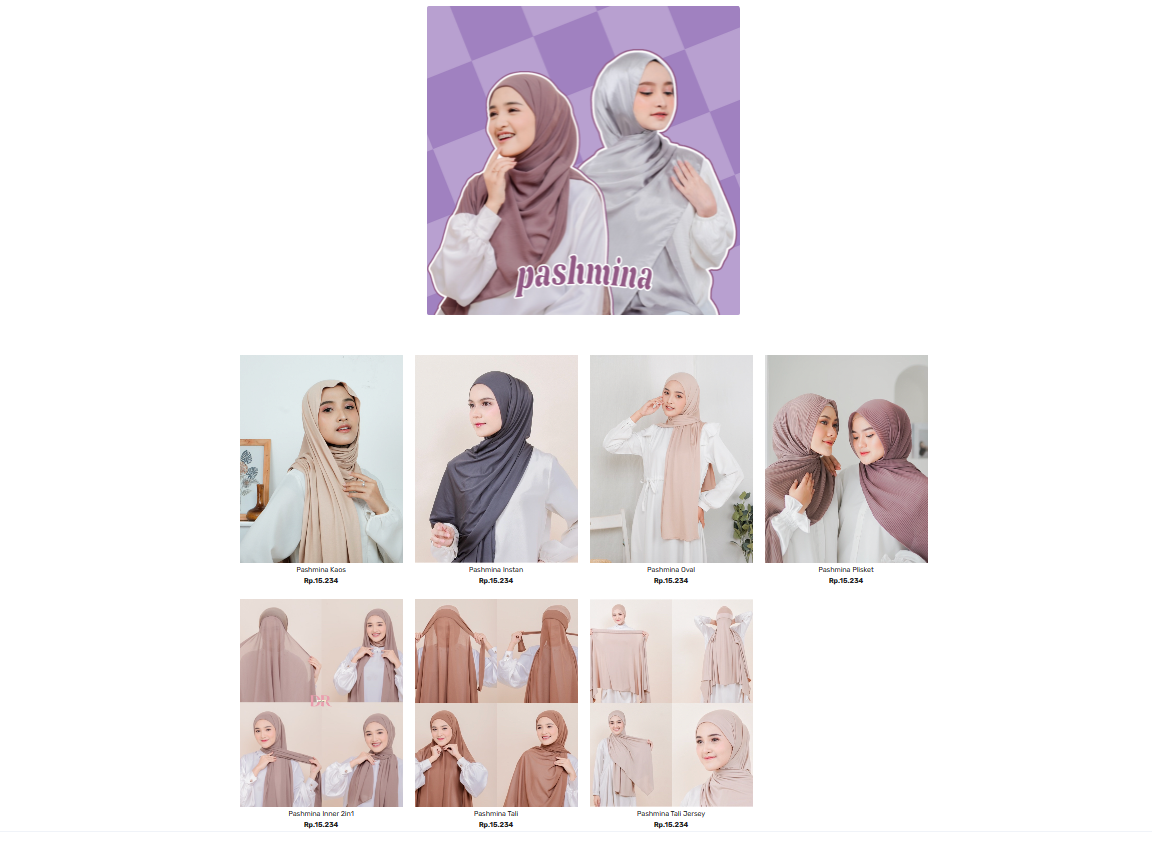 pashmina
Pashmina Kaos
Rp.15.234
Pashmina Instan
Rp.15.234
Pashmina Oval
Rp.15.234
Pashmina Plisket
Rp.15.234
DR
Pashmina Inner 2in1
Rp.15.234
Pashmina Tali
Rp.15.234
Pashmina Tali Jersey
Rp.15.234